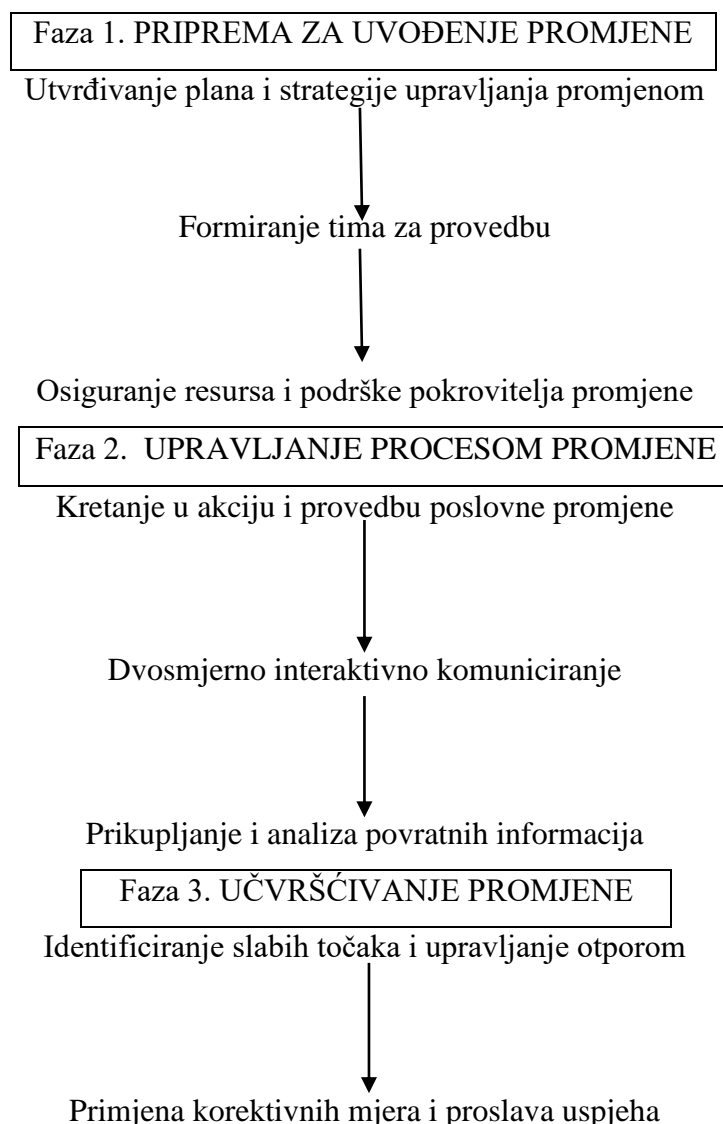 Faza 1. PRIPREMA ZA UVOĐENJE PROMJENE
Utvrđivanje plana i strategije upravljanja promjenom
Formiranje tima za provedbu
Osiguranje resursa i podrške pokrovitelja promjene
Faza 2.  UPRAVLJANJE PROCESOM PROMJENE
Kretanje u akciju i provedbu poslovne promjene
Dvosmjerno interaktivno komuniciranje
Prikupljanje i analiza povratnih informacija
Faza 3. UČVRŠĆIVANJE PROMJENE
Identificiranje slabih točaka i upravljanje otporom
Primjena korektivnih mjera i proslava uspjeha